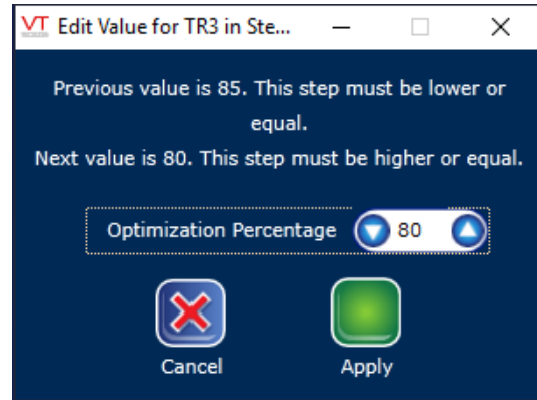 VT Edit Value for TR3 in Ste...
Previous value is 85. This step must be lower or
equal.
Next value is 80. This step must be higher or equal.
Optimization Percentage 80
Cancel Apply